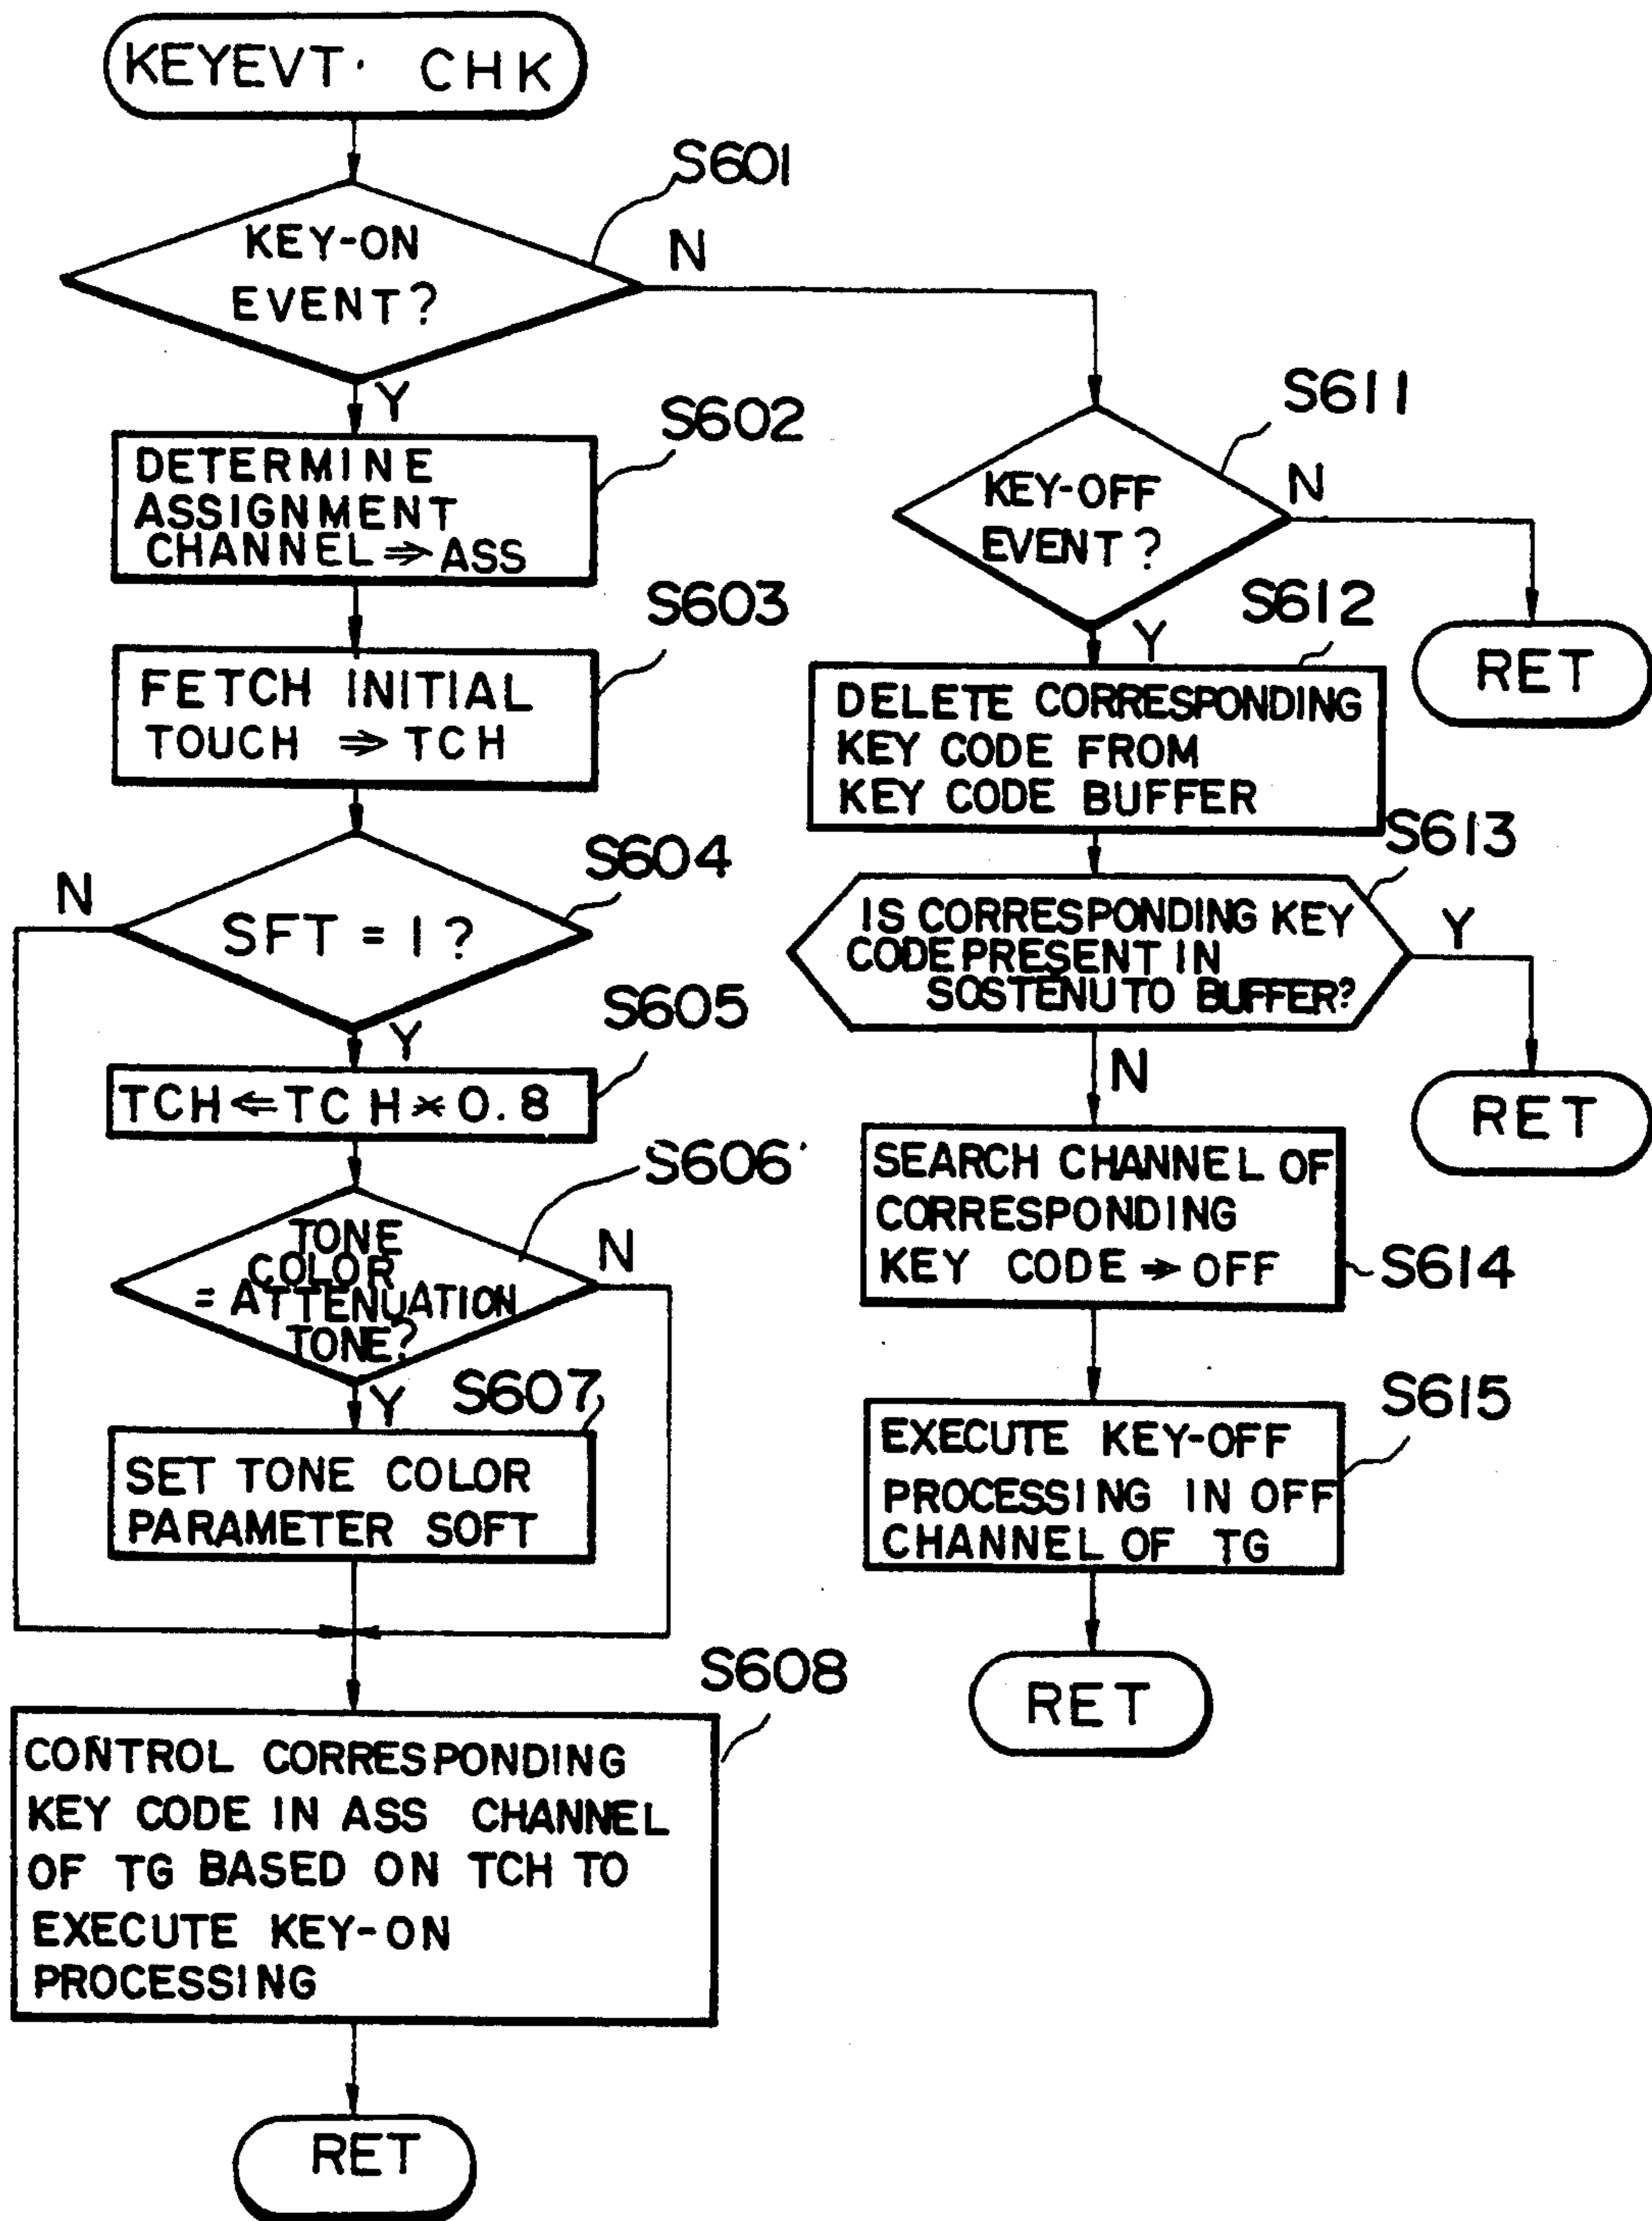 KEYEVT· CHK
S601
KEY-ON
EVENT?
N
Y
S602
DETERMINE
ASSIGNMENT
CHANNEL ⇒ ASS
S603
FETCH INITIAL
TOUCH ⇒ TCH
S604
N
SFT = 1 ?
Y
S605
TCH ⇐ TCH * 0.8
S606
TONE
COLOR
= ATTENUATION
TONE?
N
Y
S607
SET TONE COLOR
PARAMETER SOFT
S608
CONTROL CORRESPONDING
KEY CODE IN ASS CHANNEL
OF TG BASED ON TCH TO
EXECUTE KEY-ON
PROCESSING
RET
S611
KEY-OFF
EVENT?
N
RET
Y
S612
DELETE CORRESPONDING
KEY CODE FROM
KEY CODE BUFFER
S613
IS CORRESPONDING KEY
CODE PRESENT IN
SOSTENUTO BUFFER?
Y
RET
N
SEARCH CHANNEL OF
CORRESPONDING
KEY CODE → OFF
S614
S615
EXECUTE KEY-OFF
PROCESSING IN OFF
CHANNEL OF TG
RET